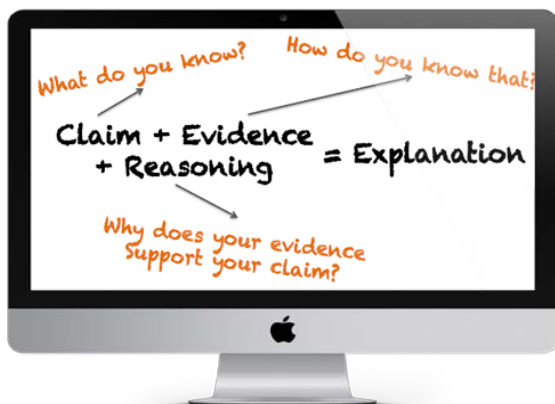 What do you know?
How do you know that?
Claim + Evidence
+ Reasoning
= Explanation
Why does your evidence
Support your claim?